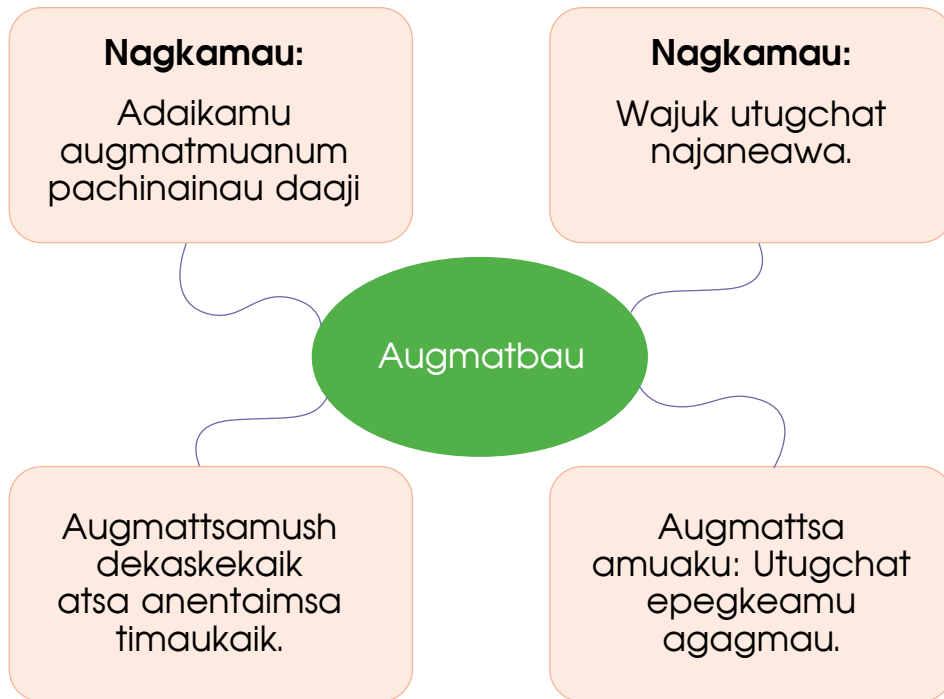 Nagkamau:
Adaikamu
augmatmuanum
pachinainau daaji
Nagkamau:
Wajuk utugchat
najaneawa.
Augmatbau
Augmattsamush
dekaskekaik
atsa anentaimsa
timaukaik.
Augmattsa
amuaku: Utugchat
epegkeamu
agagmau.